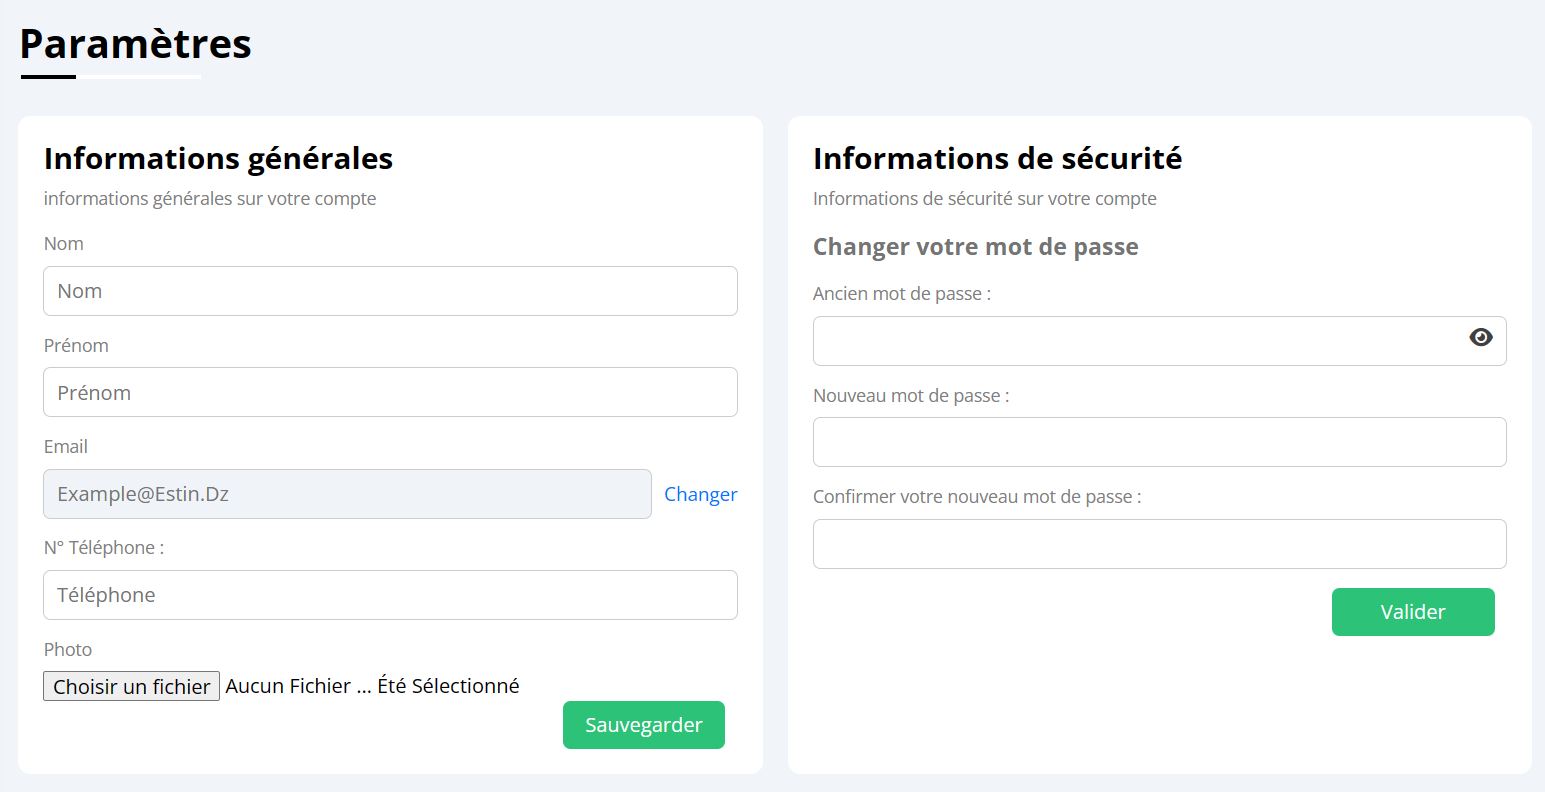 Paramètres
Informations générales
informations générales sur votre compte
Nom
Nom
Prénom
Prénom
Email
Example@Estin.Dz Changer
N° Téléphone :
Téléphone
Photo
Choisir un fichier Aucun Fichier ... Été Sélectionné
Sauvegarder
Informations de sécurité
Informations de sécurité sur votre compte
Changer votre mot de passe
Ancien mot de passe :
Nouveau mot de passe :
Confirmer votre nouveau mot de passe :
Valider